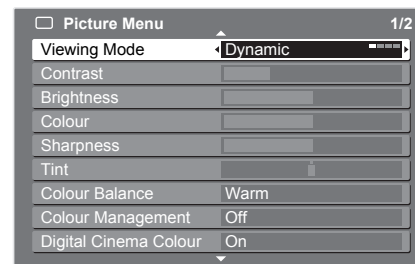 Picture Menu 1/2
Viewing Mode Dynamic
Contrast
Brightness
Colour
Sharpness
Tint
Colour Balance Warm
Colour Management Off
Digital Cinema Colour On